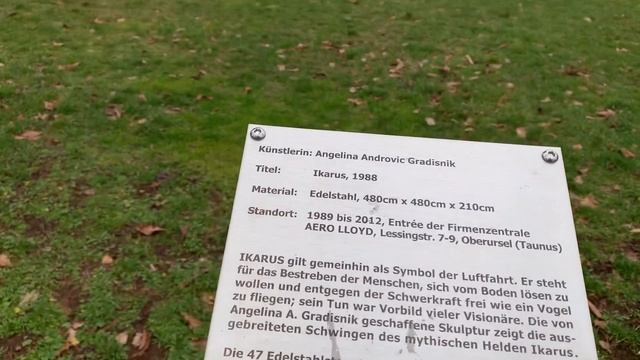 Künstlerin: Angelina Androvic Gradisnik
Titel: Ikarus, 1988
Material: Edelstahl, 480cm x 480cm x 210cm
Standort: 1989 bis 2012, Entrée der Firmenzentrale
AERO LLOYD, Lessingstr. 7-9, Oberursel (Taunus)
IKARUS gilt gemeinhin als Symbol der Luftfahrt. Er steht
für das Bestreben der Menschen, sich vom Boden lösen zu
wollen und entgegen der Schwerkraft frei wie ein Vogel
zu fliegen; sein Tun war Vorbild vieler Visionäre. Die von
Angelina A. Gradisnik geschaffene Skulptur zeigt die aus-
gebreiteten Schwingen des mythischen Helden Ikarus.
Die 47